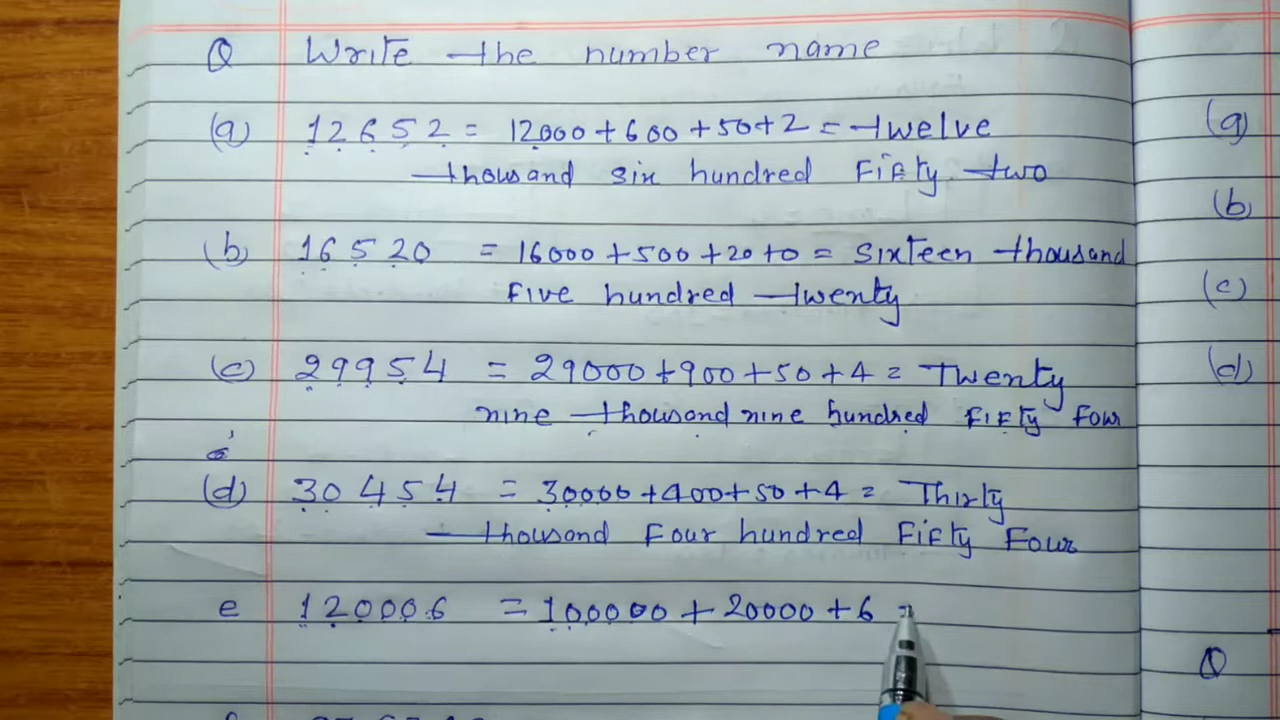 Q Write the number name
(a) 12652 = 12000+600+50+2 = twelve
thousand six hundred Fifty two
(b) 16520 = 16000+500+20+0 = Sixteen thousand
Five hundred twenty
(c) 29954 = 29000+900+50+4 = Twenty
nine thousand nine hundred Fifty Four
(d) 30454 = 30000+400+50+4 = Thirty
thousand Four hundred Fifty Four
e 120006 = 100000 + 20000 + 6 =
(a)
(b)
(c)
(d)
Q